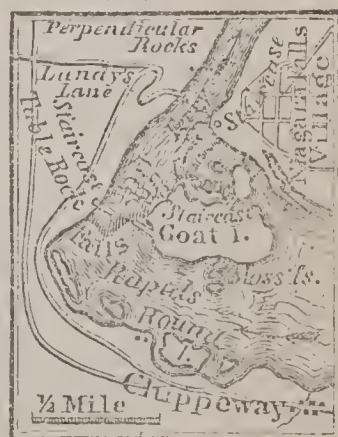 Perpendicular
Rocks
Lundys
Lane
Staircase
Table Rock
Staircase
Niagara Falls
Village
Staircase
Goat I.
Falls
Rapids
Moss Is.
Round
I.
Chippeway
½ Mile